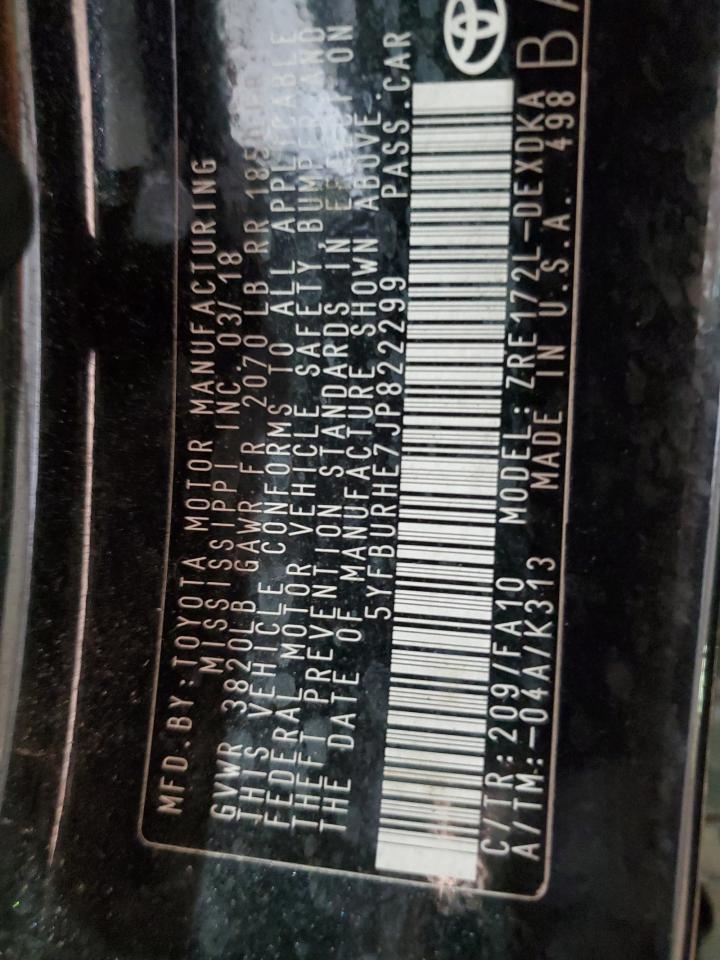 MFD.BY:TOYOTA MOTOR MANUFACTURING
MISSISSIPPI INC. 03/18
GVWR 3820LB GAWR FR 2070 LB RR
THIS VEHICLE CONFORMS TO ALL APPLICABLE
FEDERAL MOTOR VEHICLE SAFETY, BUMPER AND
THEFT PREVENTION STANDARDS IN EFFECT ON
THE DATE OF MANUFACTURE SHOWN ABOVE.
5YFBURHE7JP822299 PASS.CAR
C/TR:209/FA10 MODEL:ZRE172L-DEXDKA
A/TM:-04A/K313 MADE IN U.S.A. 498